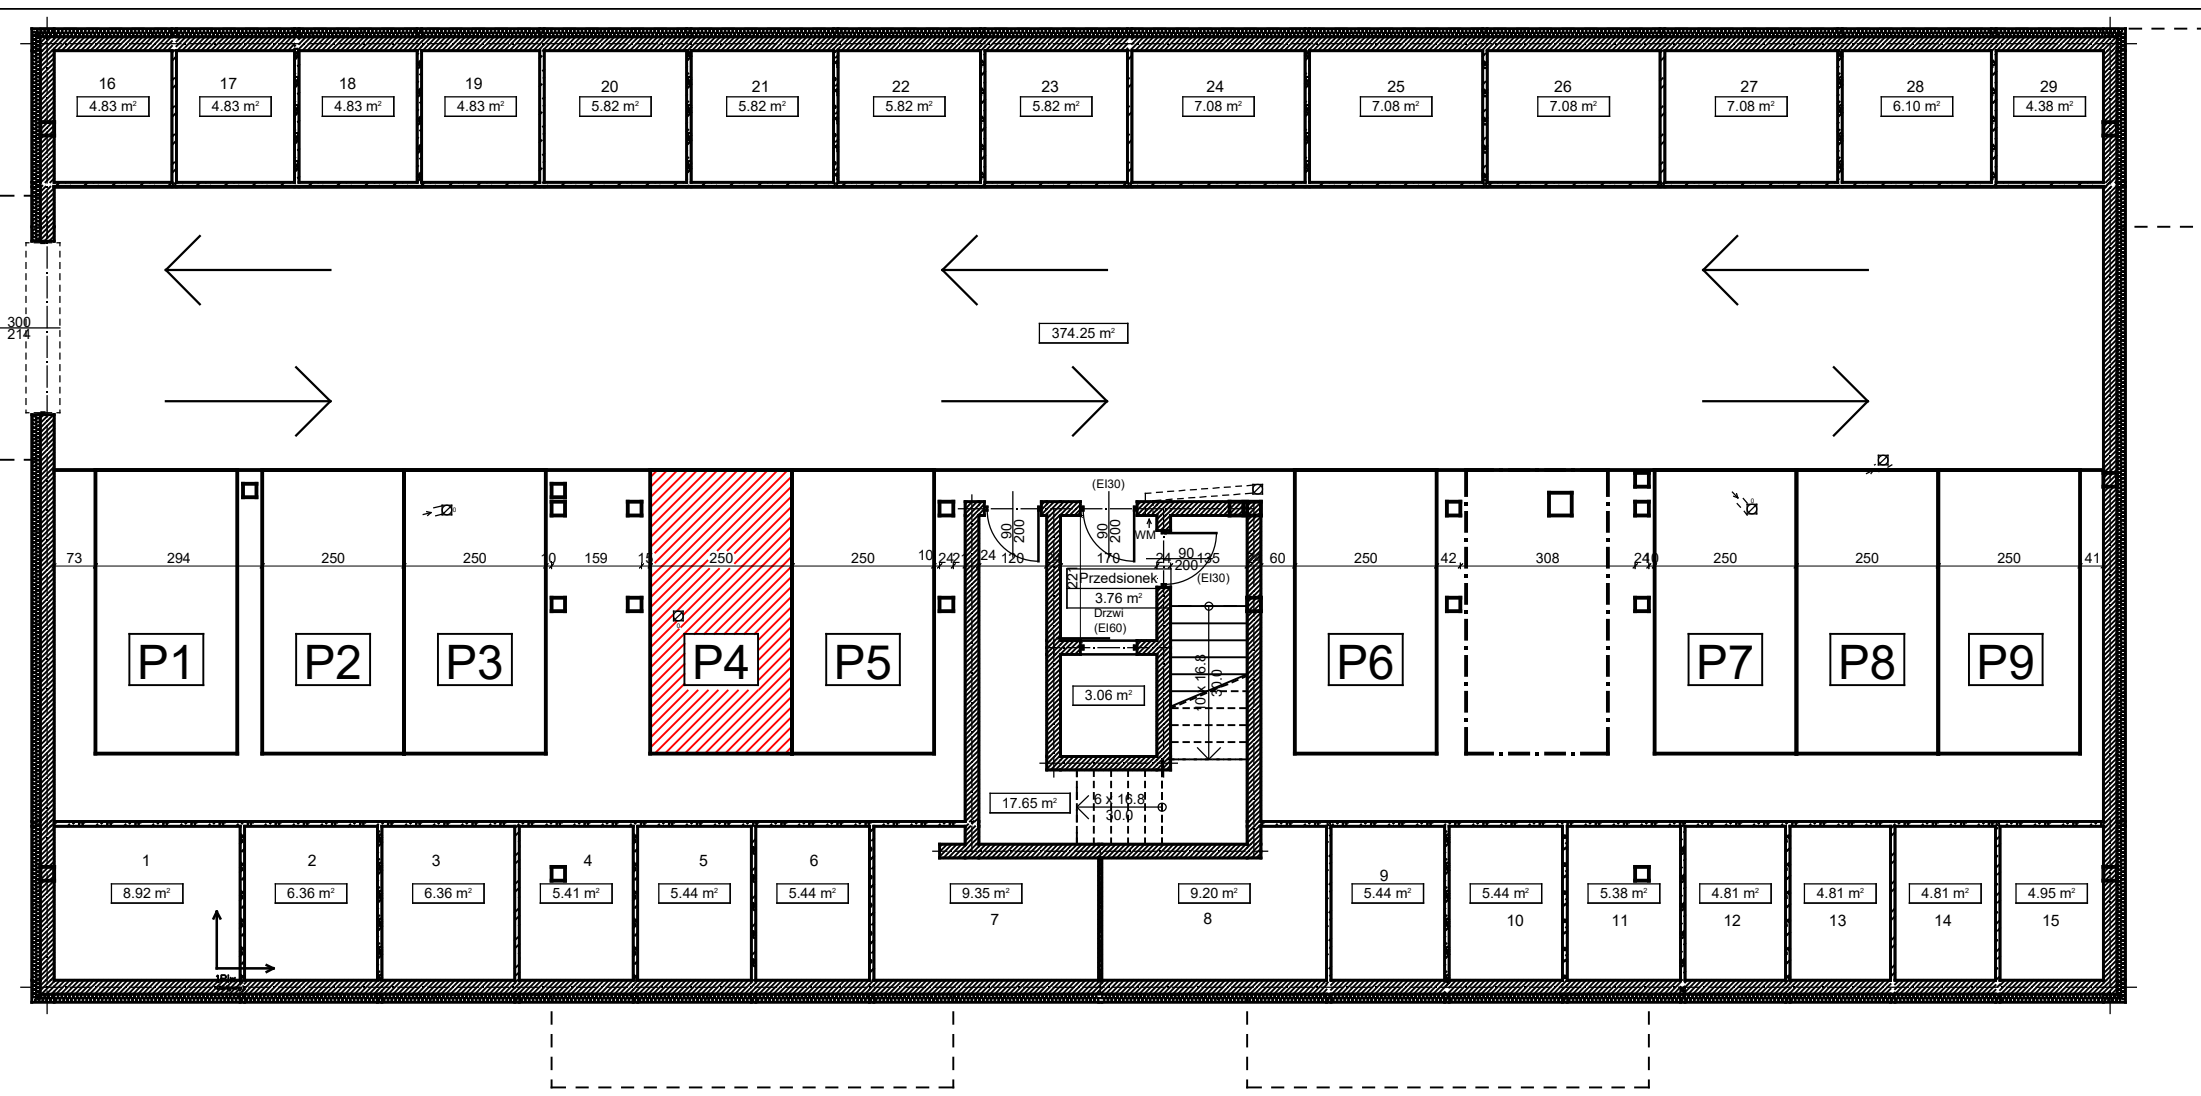 16 17 18 19 20 21 22 23 24 25 26 27 28 29
4.83 m² 4.83 m² 4.83 m² 4.83 m² 5.82 m² 5.82 m² 5.82 m² 5.82 m² 7.08 m² 7.08 m² 7.08 m² 7.08 m² 6.10 m² 4.38 m²
300
214
374.25 m²
(EI30)
90
200
90
200
WM
73 294 250 250 10 159 15 250 250 10 24 21 24 120 170 24 135 60 250 42 308 24 10 250 250 250 41
90
200
(EI30)
221
Przedsionek
3.76 m²
Drzwi
(EI60)
P1 P2 P3 P4 P5 P6 P7 P8 P9
10 x 16.8
30.0
3.06 m²
17.65 m²
6 x 16.8
30.0
1 2 3 4 5 6 9
8.92 m² 6.36 m² 6.36 m² 5.41 m² 5.44 m² 5.44 m² 9.35 m² 9.20 m² 5.44 m² 5.44 m² 5.38 m² 4.81 m² 4.81 m² 4.81 m² 4.95 m²
7 8 10 11 12 13 14 15